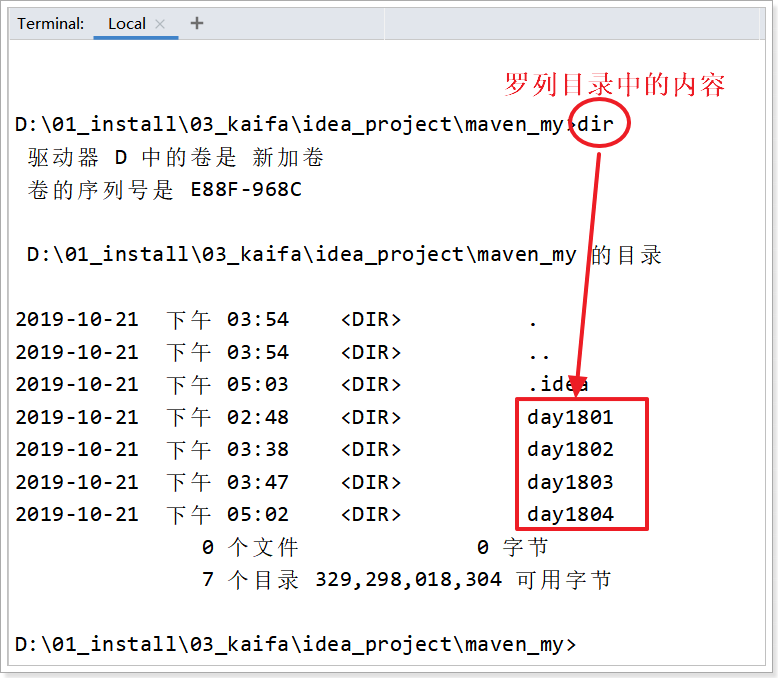 Terminal: Local × +
罗列目录中的内容
D:\01_install\03_kaifa\idea_project\maven_my>dir
驱动器 D 中的卷是 新加卷
卷的序列号是 E88F-968C
D:\01_install\03_kaifa\idea_project\maven_my 的目录
2019-10-21 下午 03:54 <DIR> .
2019-10-21 下午 03:54 <DIR> ..
2019-10-21 下午 05:03 <DIR> .idea
2019-10-21 下午 02:48 <DIR> day1801
2019-10-21 下午 03:38 <DIR> day1802
2019-10-21 下午 03:47 <DIR> day1803
2019-10-21 下午 05:02 <DIR> day1804
0 个文件 0 字节
7 个目录 329,298,018,304 可用字节
D:\01_install\03_kaifa\idea_project\maven_my>